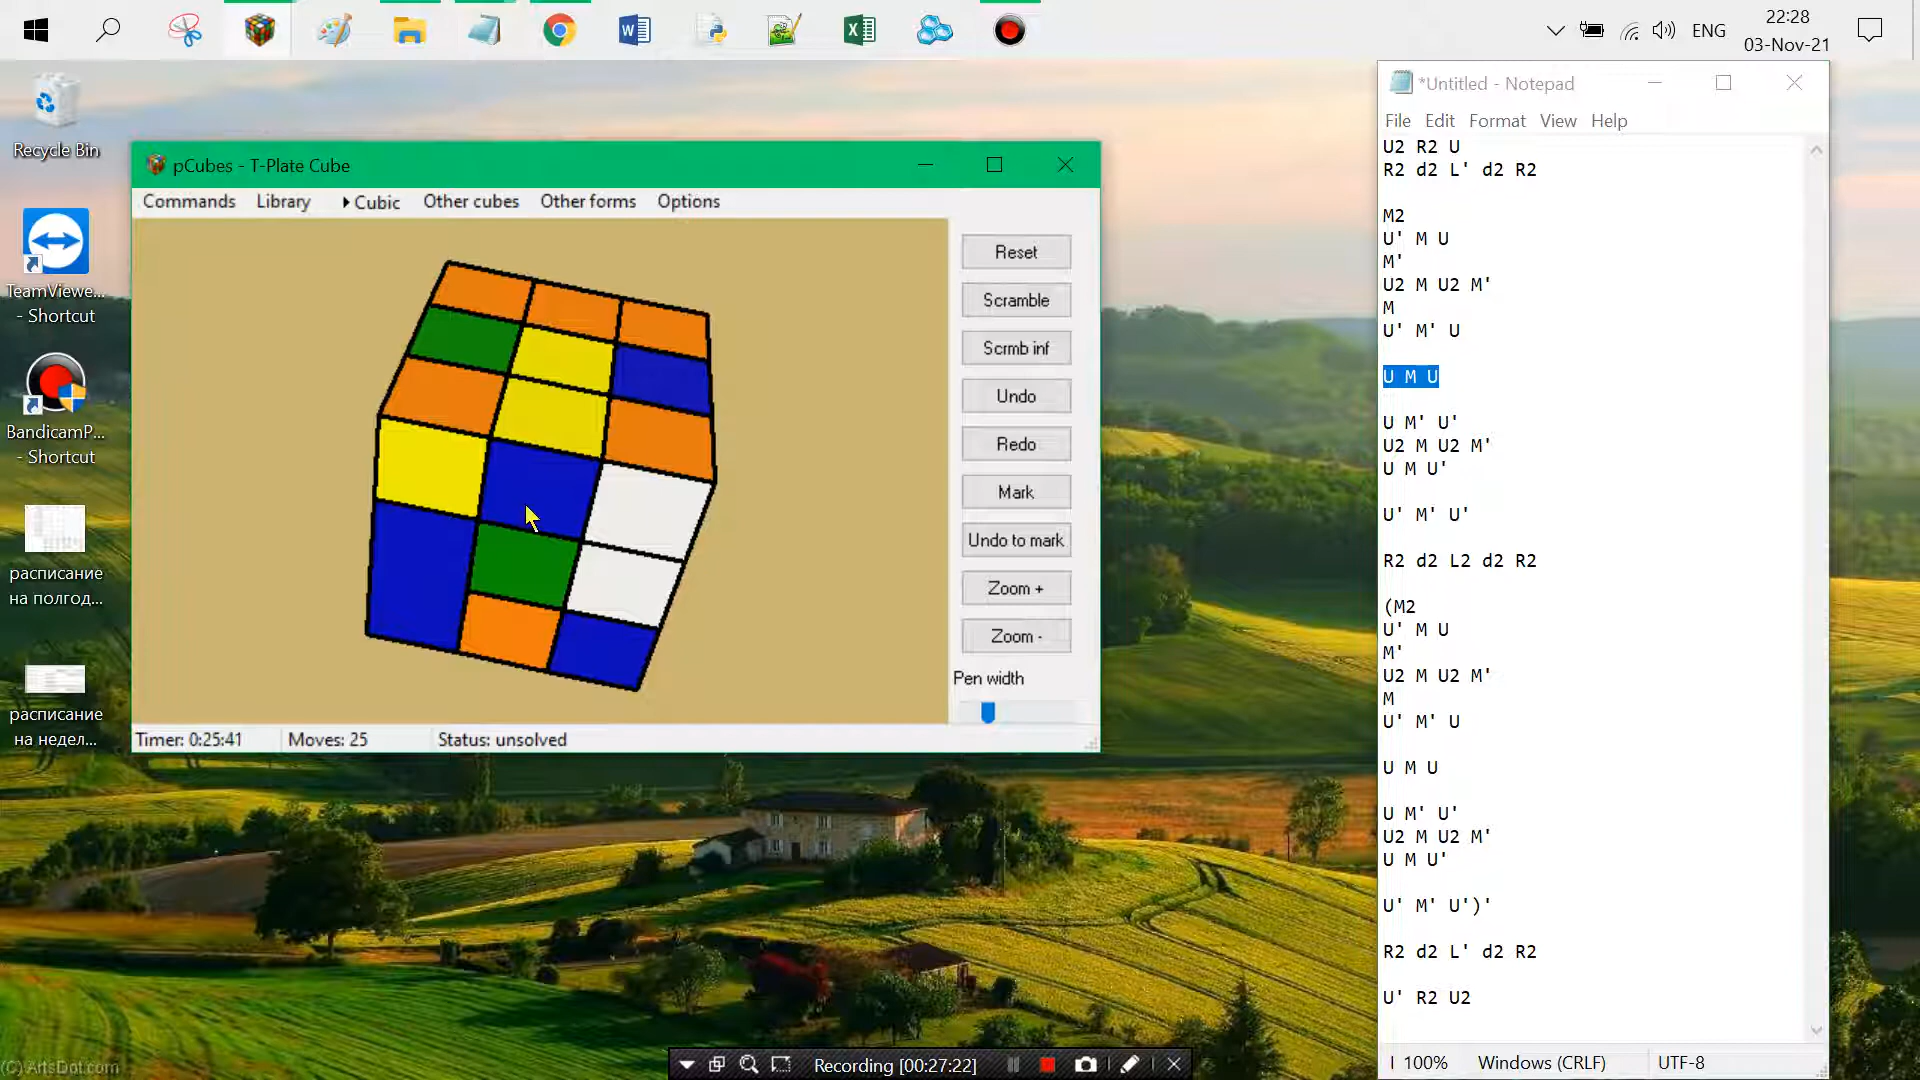 ENG
22:28
03-Nov-21
Recycle Bin
TeamViewe...
- Shortcut
BandicamP...
- Shortcut
расписание
на полгод...
расписание
на недел...
(C)ArtsDot.com
pCubes - T-Plate Cube
Commands Library Cubic Other cubes Other forms Options
Reset
Scramble
Scrmb inf
Undo
Redo
Mark
Undo to mark
Zoom +
Zoom -
Pen width
Timer: 0:25:41 Moves: 25 Status: unsolved
Recording [00:27:22]
*Untitled - Notepad
File Edit Format View Help
U2 R2 U
R2 d2 L' d2 R2
M2
U' M U
M'
U2 M U2 M'
M
U' M' U
U M U
U M' U'
U2 M U2 M'
U M U'
U' M' U'
R2 d2 L2 d2 R2
(M2
U' M U
M'
U2 M U2 M'
M
U' M' U
U M U
U M' U'
U2 M U2 M'
U M U'
U' M' U')'
R2 d2 L' d2 R2
U' R2 U2
100% Windows (CRLF) UTF-8